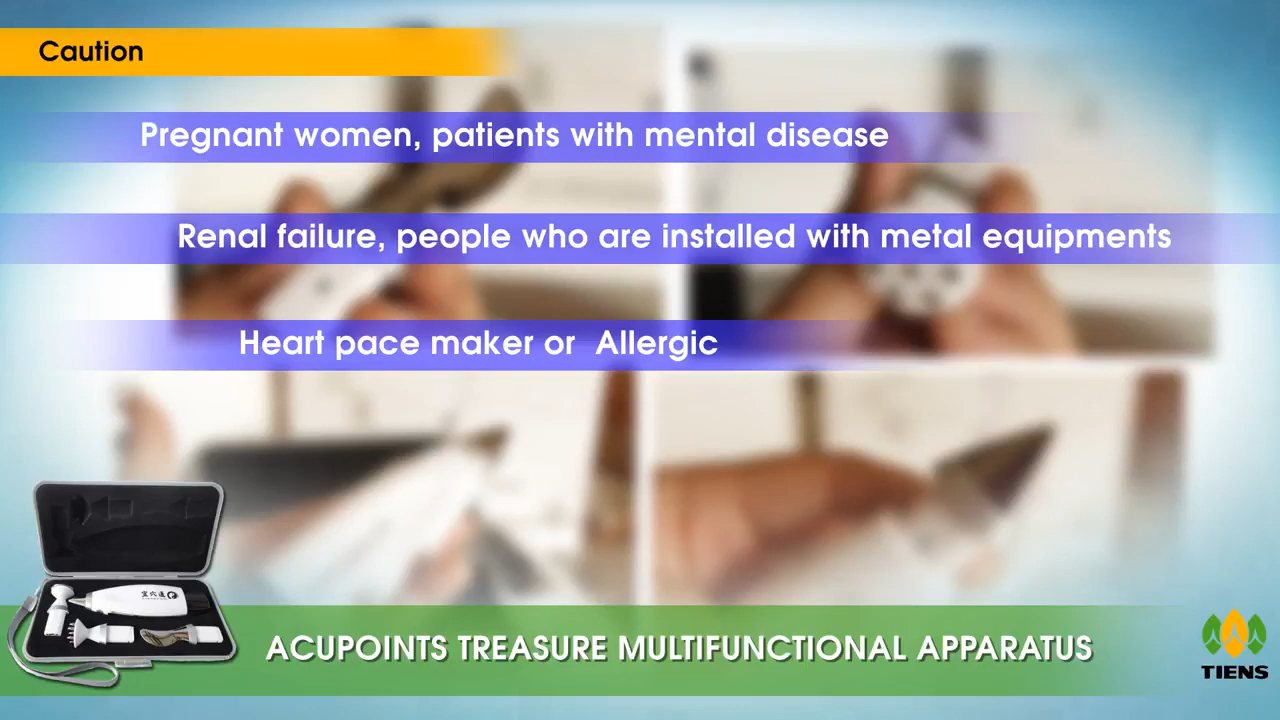 Caution
Pregnant women, patients with mental disease
Renal failure, people who are installed with metal equipments
Heart pace maker or Allergic
ACUPOINTS TREASURE MULTIFUNCTIONAL APPARATUS
TIENS